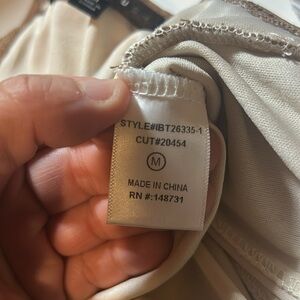 STYLE#IBT26335-1
CUT#20454
M
MADE IN CHINA
RN #:148731